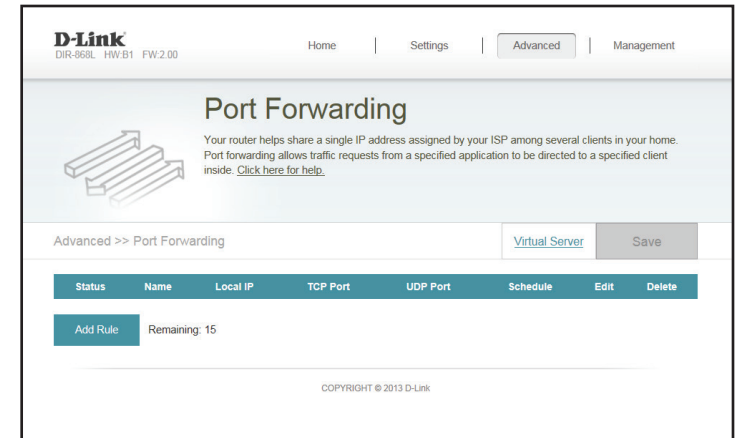 D-Link
DIR-868L HW:B1 FW:2.00
Home | Settings | Advanced | Management
Port Forwarding
Your router helps share a single IP address assigned by your ISP among several clients in your home.
Port forwarding allows traffic requests from a specified application to be directed to a specified client
inside. Click here for help.
Advanced >> Port Forwarding
Virtual Server
Save
Status Name Local IP TCP Port UDP Port Schedule Edit Delete
Add Rule Remaining: 15
COPYRIGHT © 2013 D-Link